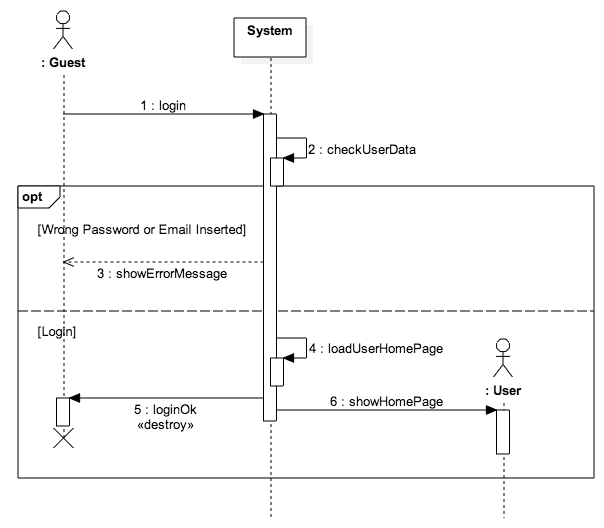 : Guest
System
1 : login
2 : checkUserData
opt
[Wrong Password or Email Inserted]
3 : showErrorMessage
[Login]
4 : loadUserHomePage
: User
5 : loginOk
«destroy»
6 : showHomePage